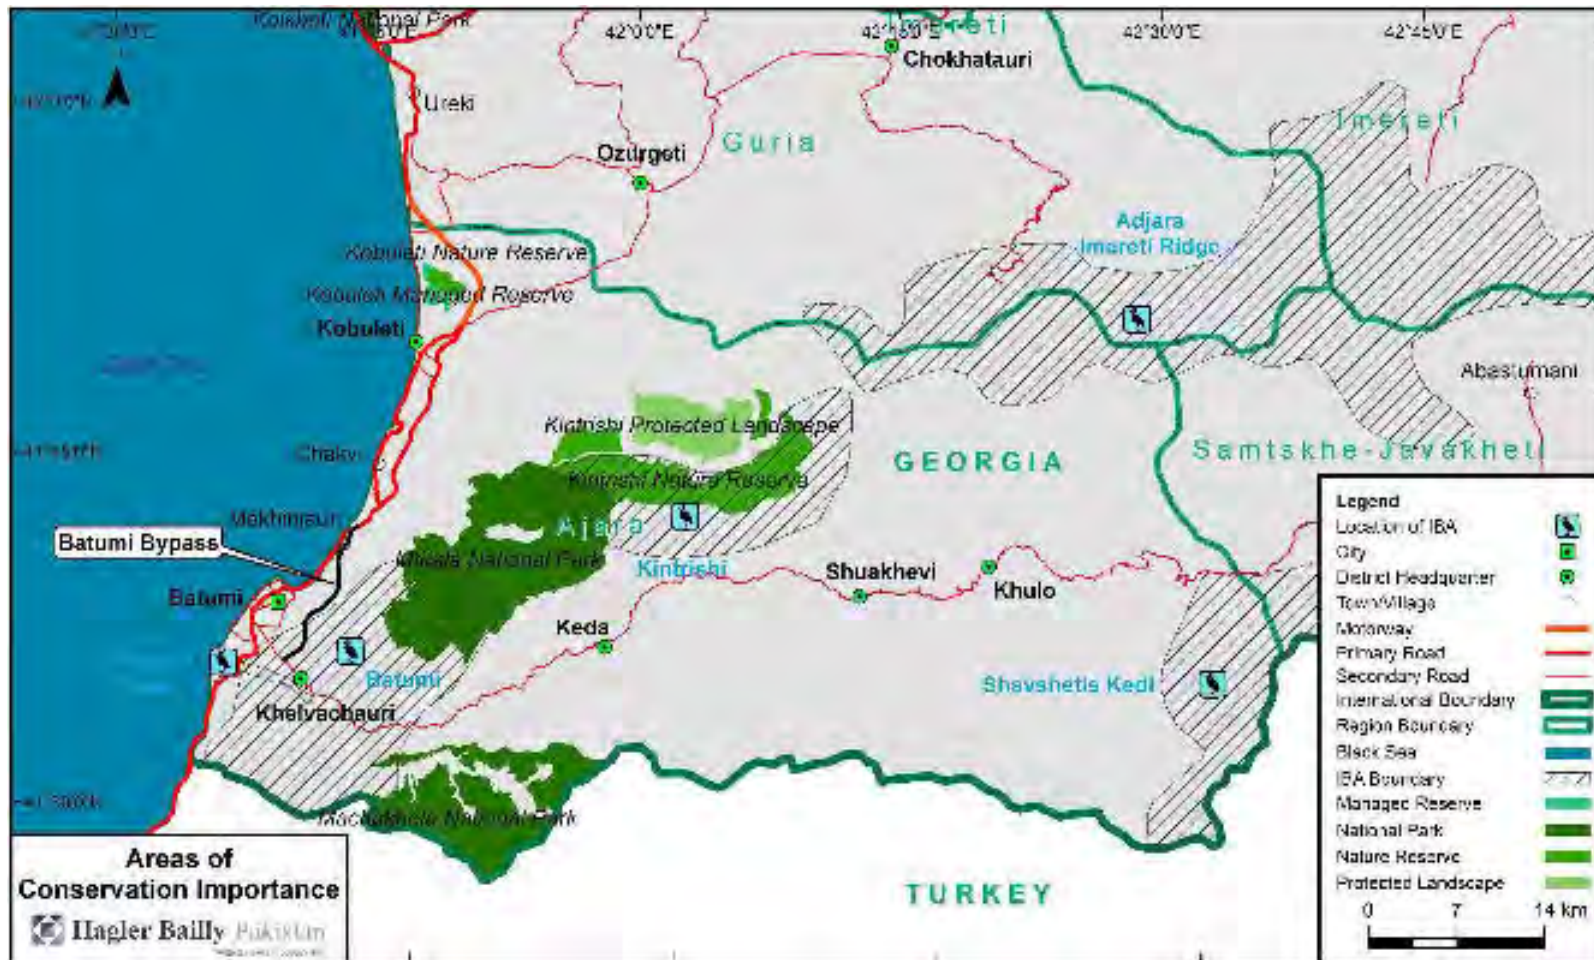 42°0'0"E
42°30'0"E
42°45'0"E
Imereti
Chokhatauri
Ureki
Guria
Imereti
Ozurgeti
Adjara
Imereti Ridge
Kobuleti Nature Reserve
Kobuleti Managed Reserve
Kobuleti
Abastumani
Kintrishi Protected Landscape
Chakvi
GEORGIA
Samtskhe-Javakheti
Kintrishi Nature Reserve
Makhinjauri
Ajara
Batumi Bypass
Mtirala National Park
Kintrishi
Shuakhevi
Khulo
Batumi
Keda
Batumi
Shavshetis Kedi
Khelvachauri
Machakhela National Park
TURKEY
Areas of
Conservation Importance
Hagler Bailly Pakistan
Legend
Location of IBA
City
District Headquarter
Town/Village
Motorway
Primary Road
Secondary Road
International Boundary
Region Boundary
Black Sea
IBA Boundary
Managed Reserve
National Park
Nature Reserve
Protected Landscape
0 7 14 km